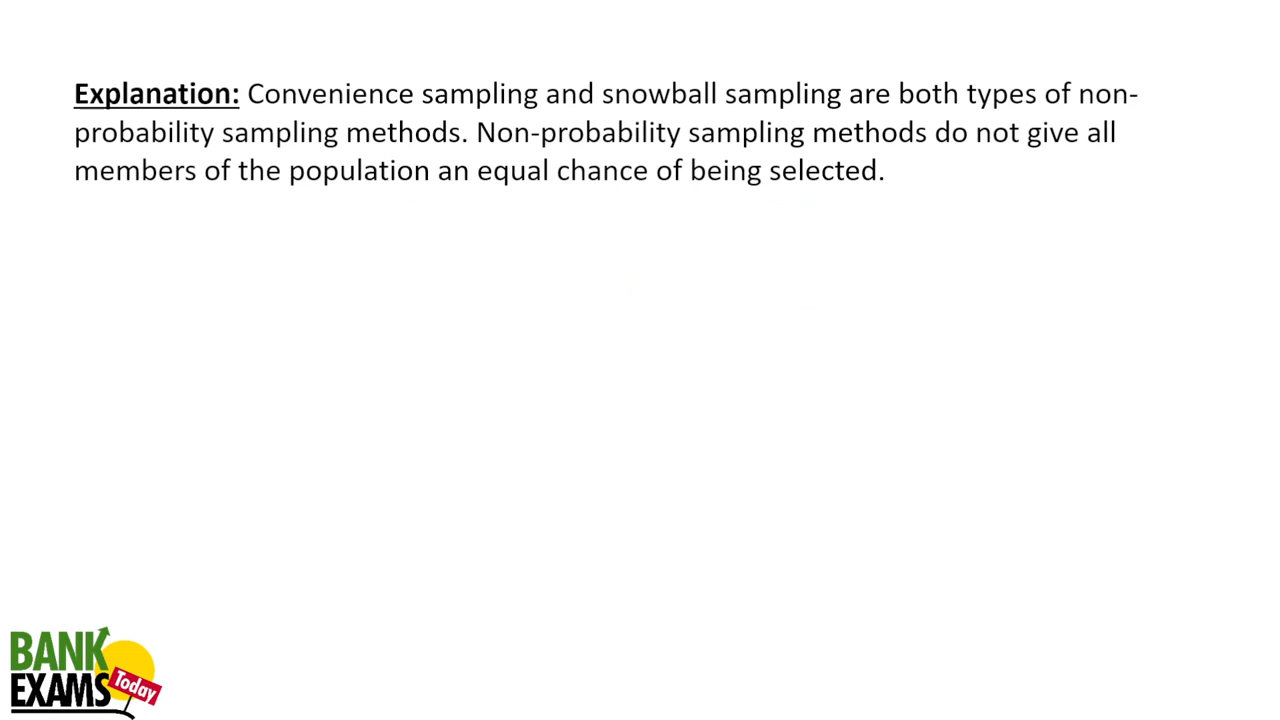 Explanation: Convenience sampling and snowball sampling are both types of non-
probability sampling methods. Non-probability sampling methods do not give all
members of the population an equal chance of being selected.
BANK
EXAMS
Today